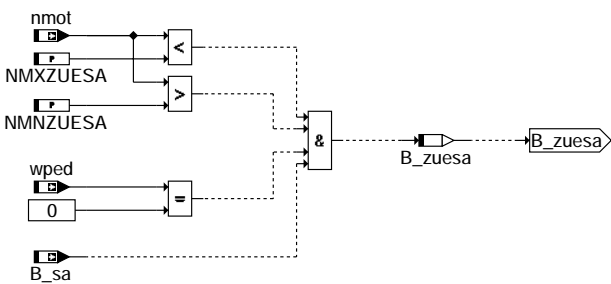 nmot
<
P
NMXZUESA
>
P
NMNZUESA
&
B_zuesa
B_zuesa
wped
0
=
B_sa